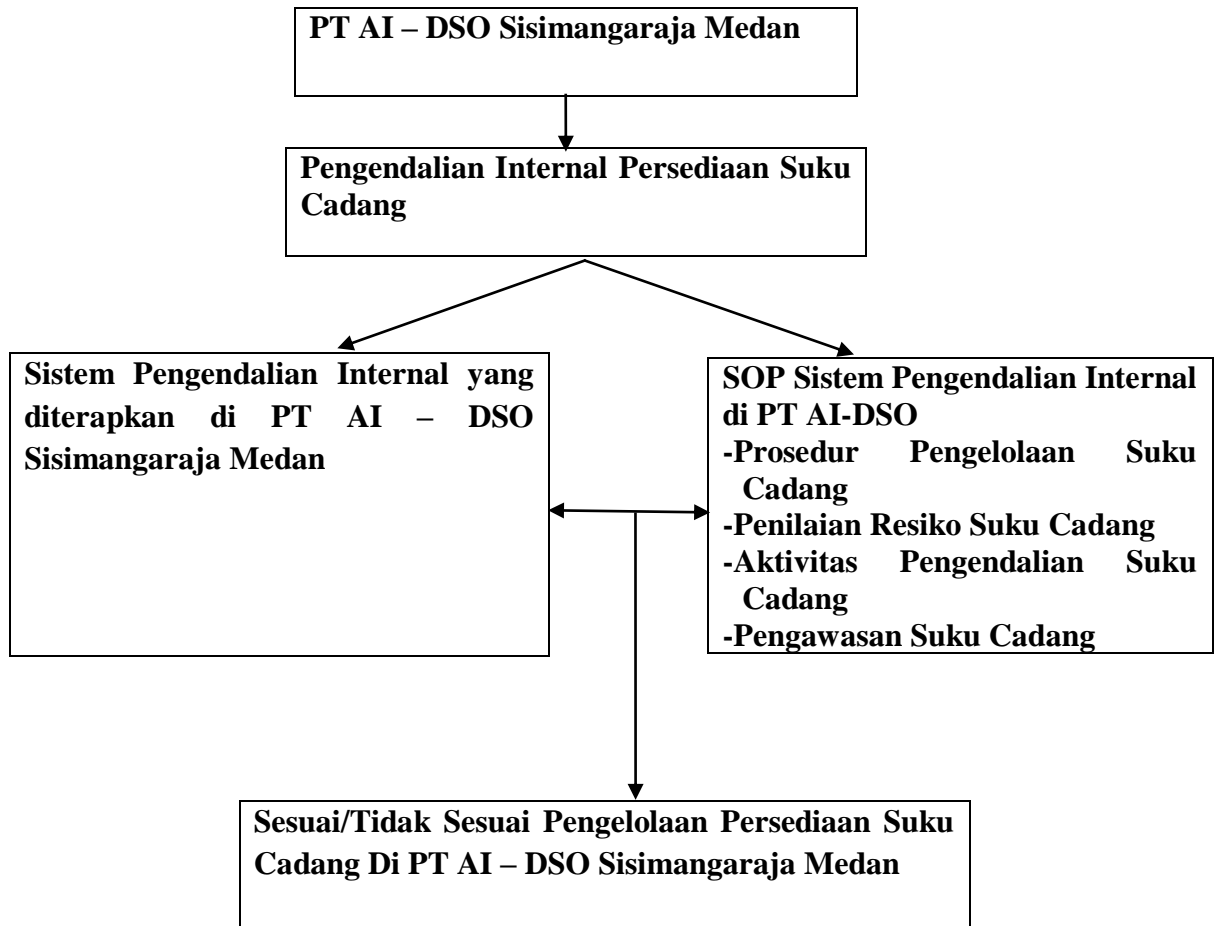 PT AI – DSO Sisimangaraja Medan
Pengendalian Internal Persediaan Suku
Cadang
Sistem Pengendalian Internal yang
diterapkan di PT AI – DSO
Sisimangaraja Medan
SOP Sistem Pengendalian Internal
di PT AI-DSO
-Prosedur Pengelolaan Suku
Cadang
-Penilaian Resiko Suku Cadang
-Aktivitas Pengendalian Suku
Cadang
-Pengawasan Suku Cadang
Sesuai/Tidak Sesuai Pengelolaan Persediaan Suku
Cadang Di PT AI – DSO Sisimangaraja Medan